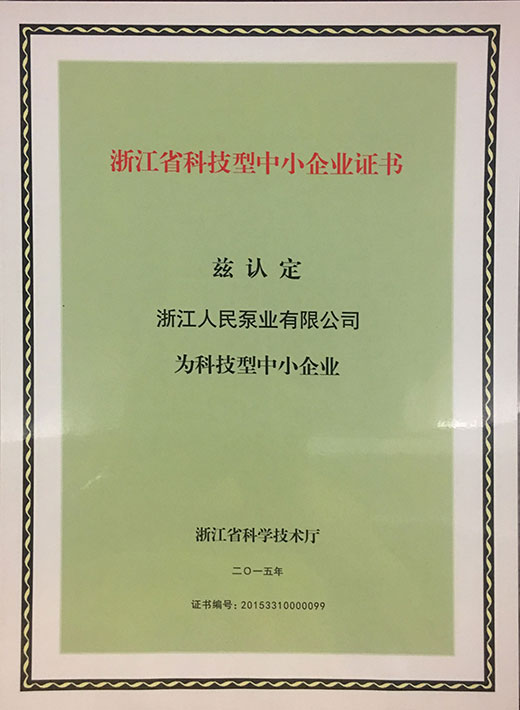 浙江省科技型中小企业证书
兹认定
浙江人民泵业有限公司
为科技型中小企业
浙江省科学技术厅
二〇一五年
证书编号：20153310000099